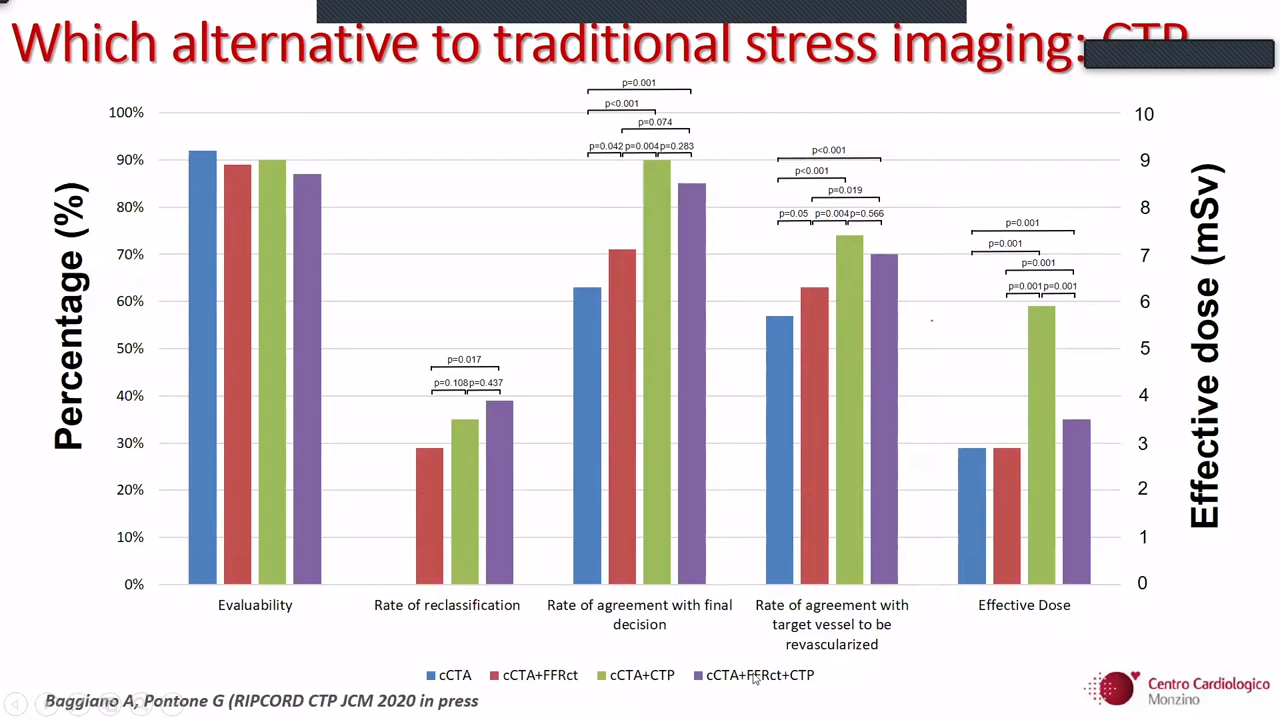 Which alternative to traditional stress imaging: CTP
p=0.001
p<0.001
p=0.074
p=0.042 p=0.004 p=0.283
p<0.001
p<0.001
p=0.019
p=0.05 p=0.004 p=0.566
p=0.001
p=0.001
p=0.001
p=0.001 p=0.001
p=0.017
p=0.108 p=0.437
100%
90%
80%
70%
60%
50%
40%
30%
20%
10%
0%
Percentage (%)
10
9
8
7
6
5
4
3
2
1
0
Effective dose (mSv)
Evaluability
Rate of reclassification
Rate of agreement with final
decision
Rate of agreement with
target vessel to be
revascularized
Effective Dose
cCTA cCTA+FFRct cCTA+CTP cCTA+FFRct+CTP
Baggiano A, Pontone G (RIPCORD CTP JCM 2020 in press
Centro Cardiologico
Monzino